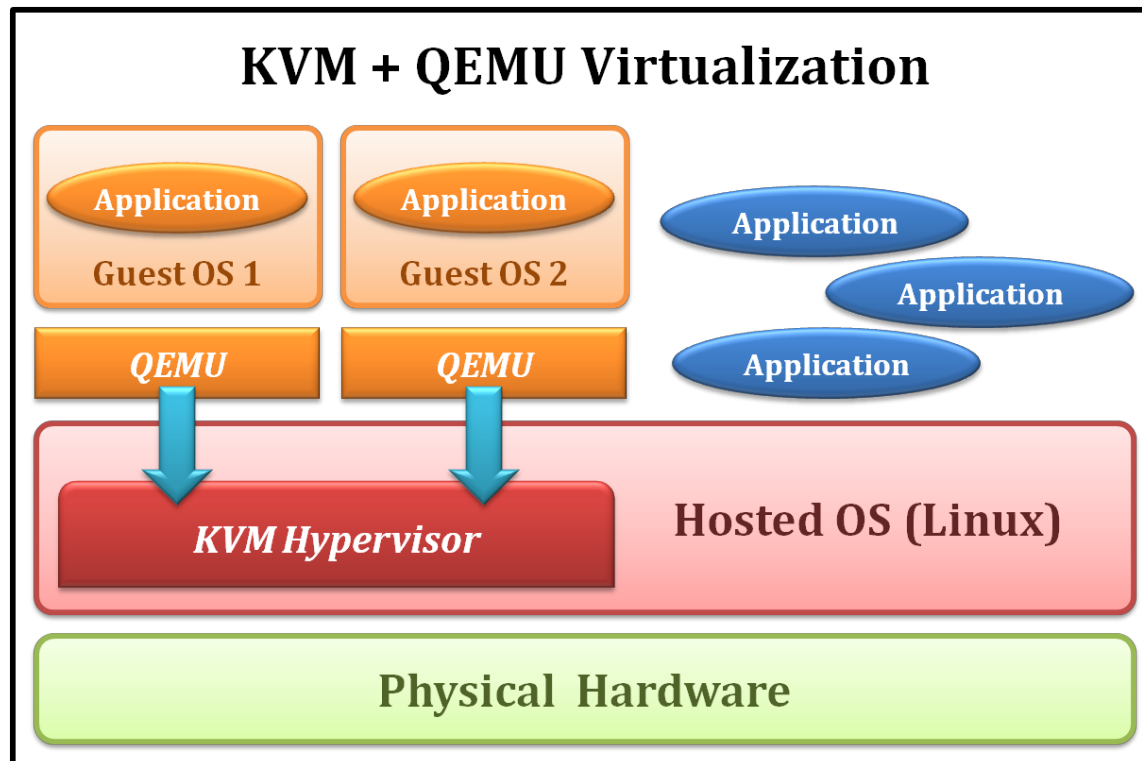 KVM + QEMU Virtualization
Application
Guest OS 1
Application
Guest OS 2
Application
Application
Application
QEMU
QEMU
KVM Hypervisor
Hosted OS (Linux)
Physical Hardware